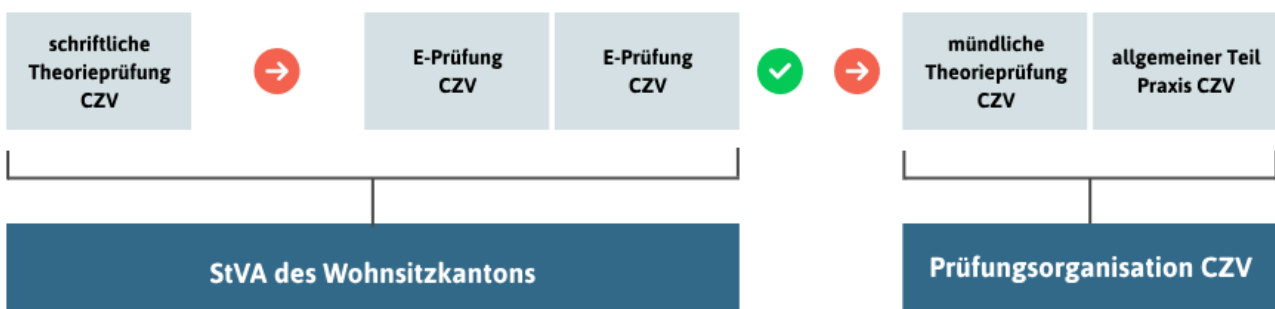 schriftliche
Theorieprüfung
CZV
E-Prüfung
CZV
E-Prüfung
CZV
mündliche
Theorieprüfung
CZV
allgemeiner Teil
Praxis CZV
StVA des Wohnsitzkantons
Prüfungsorganisation CZV